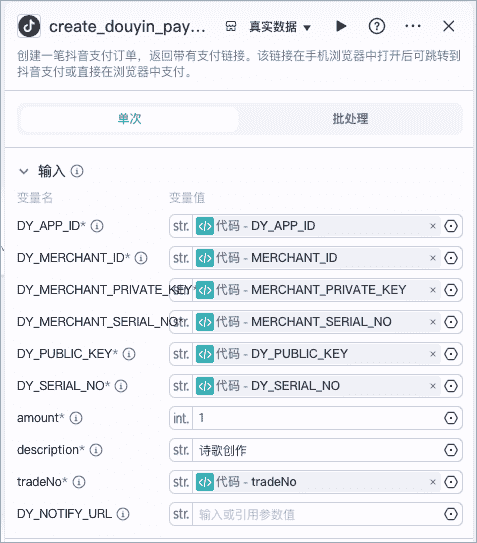 create_douyin_pay... 真实数据
创建一笔抖音支付订单，返回带有支付链接。该链接在手机浏览器中打开后可跳转到
抖音支付或直接在浏览器中支付。
单次 批处理
输入
变量名 变量值
DY_APP_ID* str. 代码 - DY_APP_ID
DY_MERCHANT_ID* str. 代码 - MERCHANT_ID
DY_MERCHANT_PRIVATE_KEY* str. 代码 - MERCHANT_PRIVATE_KEY
DY_MERCHANT_SERIAL_NO* str. 代码 - MERCHANT_SERIAL_NO
DY_PUBLIC_KEY* str. 代码 - DY_PUBLIC_KEY
DY_SERIAL_NO* str. 代码 - DY_SERIAL_NO
amount* int. 1
description* str. 诗歌创作
tradeNo* str. 代码 - tradeNo
DY_NOTIFY_URL str. 输入或引用参数值